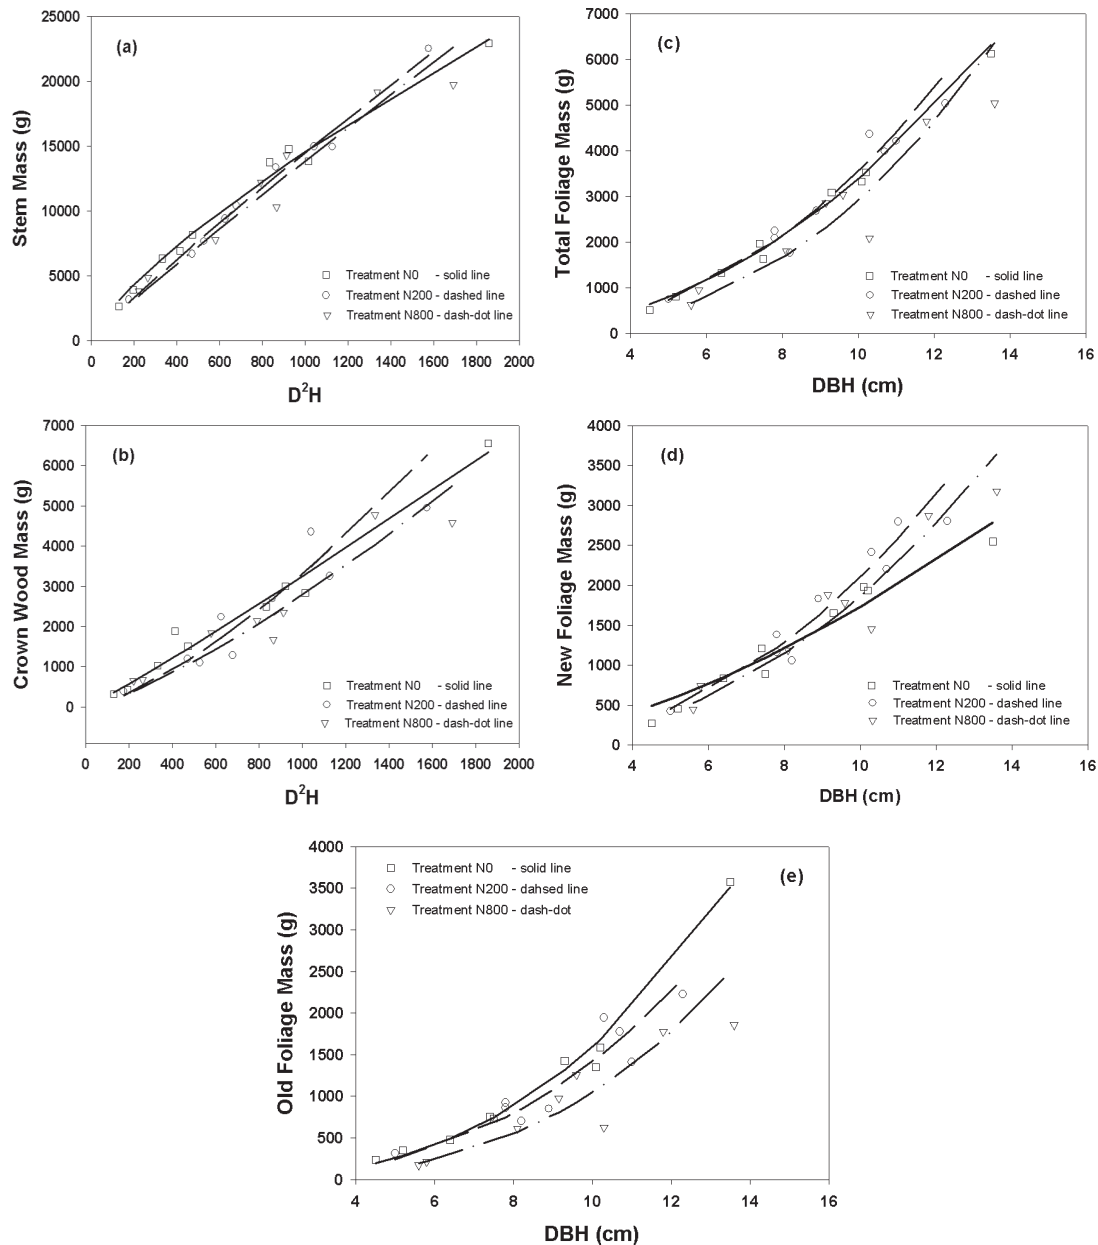 (a)
Stem Mass (g)
25000
20000
15000
10000
5000
0
Treatment N0 - solid line
Treatment N200 - dashed line
Treatment N800 - dash-dot line
0 200 400 600 800 1000 1200 1400 1600 1800 2000
D²H
(c)
Total Foliage Mass (g)
7000
6000
5000
4000
3000
2000
1000
0
Treatment N0 - solid line
Treatment N200 - dashed line
Treatment N800 - dash-dot line
4 6 8 10 12 14 16
DBH (cm)
(b)
Crown Wood Mass (g)
7000
6000
5000
4000
3000
2000
1000
0
Treatment N0 - solid line
Treatment N200 - dashed line
Treatment N800 - dash-dot line
0 200 400 600 800 1000 1200 1400 1600 1800 2000
D²H
(d)
New Foliage Mass (g)
4000
3500
3000
2500
2000
1500
1000
500
0
Treatment N0 - solid line
Treatment N200 - dashed line
Treatment N800 - dash-dot line
4 6 8 10 12 14 16
DBH (cm)
(e)
Old Foliage Mass (g)
4000
3500
3000
2500
2000
1500
1000
500
0
Treatment N0 - solid line
Treatment N200 - dahsed line
Treatment N800 - dash-dot
4 6 8 10 12 14 16
DBH (cm)